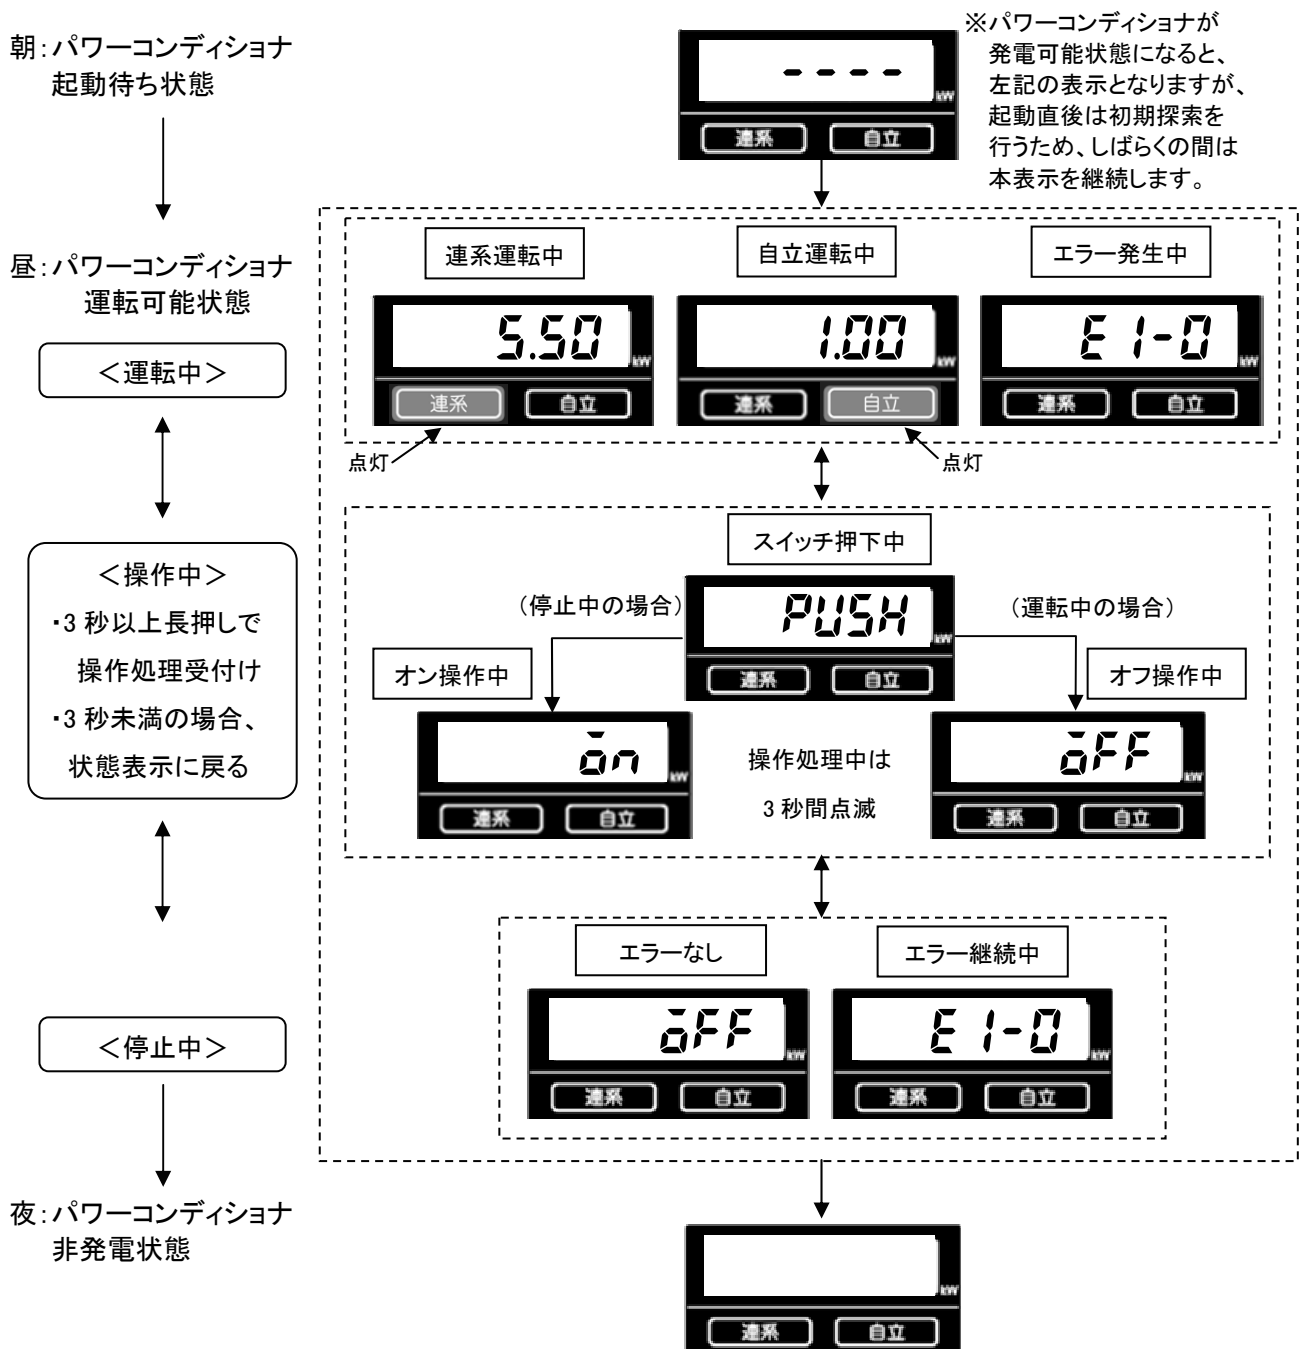 朝：パワーコンディショナ
起動待ち状態
----
kW
連系 自立
※パワーコンディショナが
発電可能状態になると、
左記の表示となりますが、
起動直後は初期探索を
行うため、しばらくの間は
本表示を継続します。
昼：パワーコンディショナ
運転可能状態
＜運転中＞
連系運転中
5.50
kW
連系 自立
点灯
自立運転中
1.00
kW
連系 自立
点灯
エラー発生中
E1-0
kW
連系 自立
＜操作中＞
・3 秒以上長押しで
操作処理受付け
・3 秒未満の場合、
状態表示に戻る
スイッチ押下中
PUSH
kW
連系 自立
（停止中の場合）
（運転中の場合）
オン操作中
on
kW
連系 自立
操作処理中は
3 秒間点滅
オフ操作中
oFF
kW
連系 自立
＜停止中＞
エラーなし
oFF
kW
連系 自立
エラー継続中
E1-0
kW
連系 自立
夜：パワーコンディショナ
非発電状態
kW
連系 自立